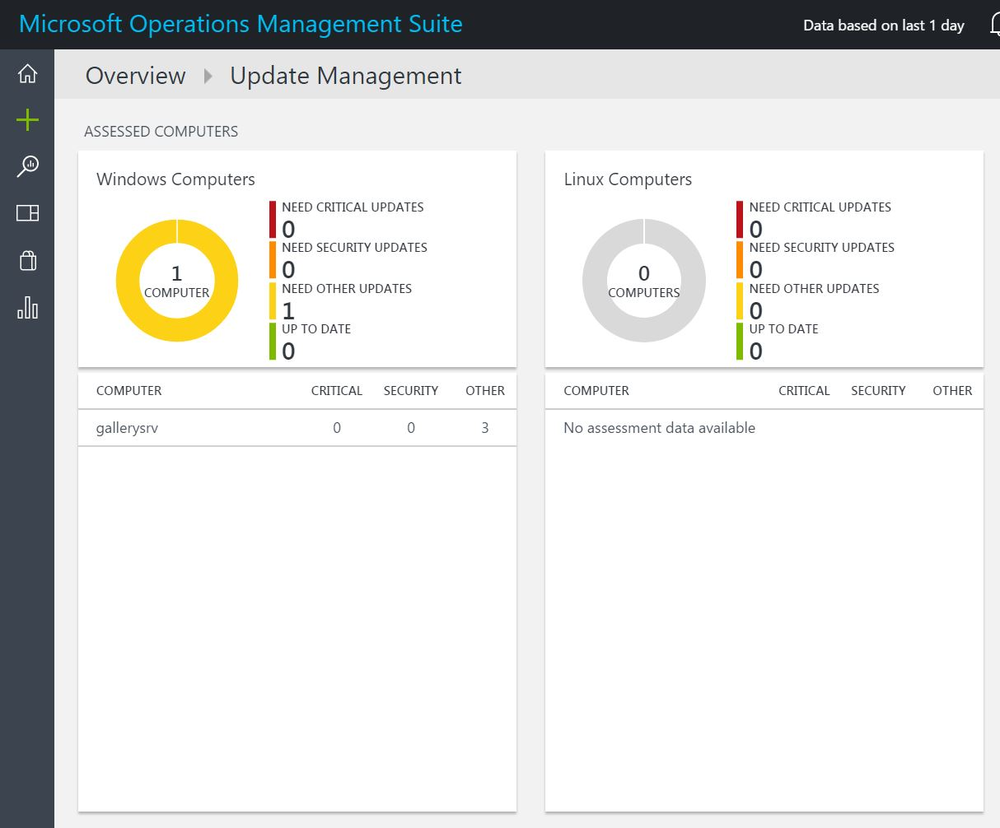 Microsoft Operations Management Suite
Data based on last 1 day
Overview
Update Management
ASSESSED COMPUTERS
Windows Computers
1
COMPUTER
NEED CRITICAL UPDATES
0
NEED SECURITY UPDATES
0
NEED OTHER UPDATES
1
UP TO DATE
0
COMPUTER CRITICAL SECURITY OTHER
gallerysrv 0 0 3
Linux Computers
0
COMPUTERS
NEED CRITICAL UPDATES
0
NEED SECURITY UPDATES
0
NEED OTHER UPDATES
0
UP TO DATE
0
COMPUTER CRITICAL SECURITY OTHER
No assessment data available